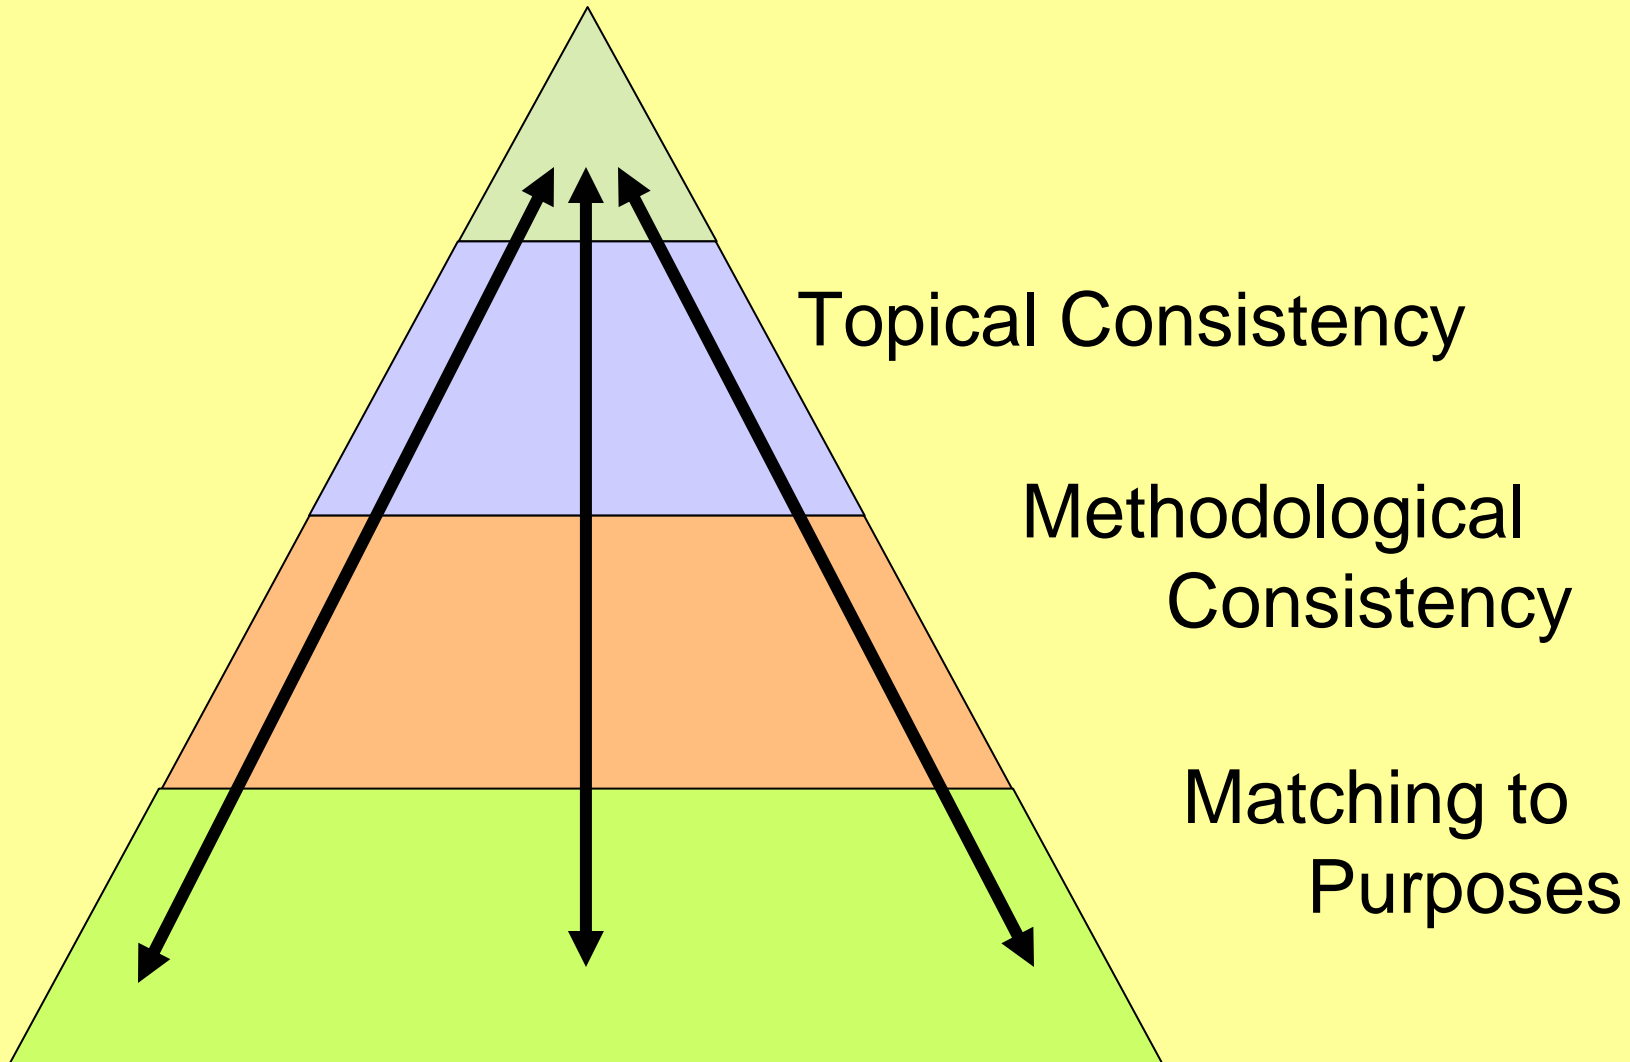 Topical Consistency
Methodological
Consistency
Matching to
Purposes